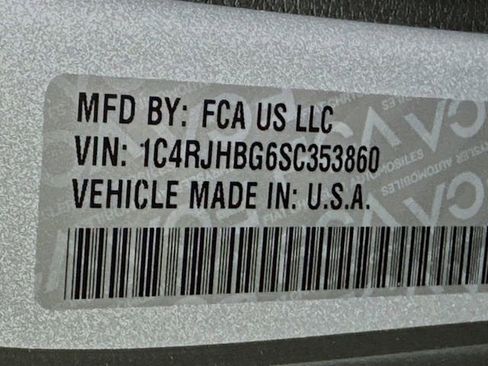 MFD BY: FCA US LLC
VIN: 1C4RJHBG6SC353860
VEHICLE MADE IN: U.S.A.